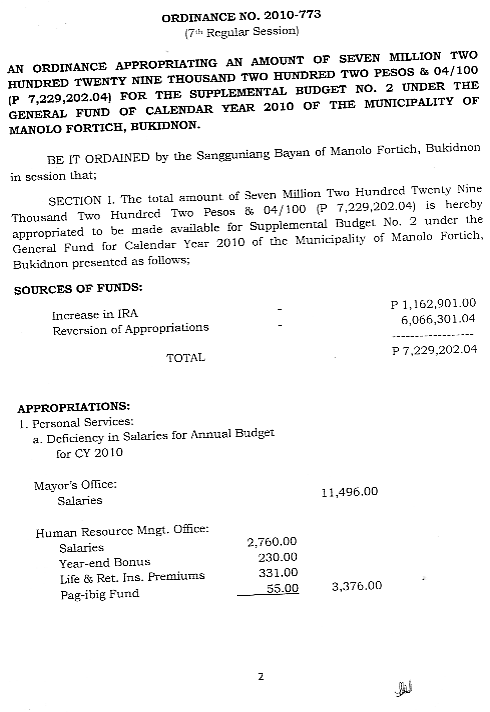 ORDINANCE NO. 2010-773
(7th Regular Session)
AN ORDINANCE APPROPRIATING AN AMOUNT OF SEVEN MILLION TWO
HUNDRED TWENTY NINE THOUSAND TWO HUNDRED TWO PESOS & 04/100
(P 7,229,202.04) FOR THE SUPPLEMENTAL BUDGET NO. 2 UNDER THE
GENERAL FUND OF CALENDAR YEAR 2010 OF THE MUNICIPALITY OF
MANOLO FORTICH, BUKIDNON.
BE IT ORDAINED by the Sangguniang Bayan of Manolo Fortich, Bukidnon
in session that;
SECTION I. The total amount of Seven Million Two Hundred Twenty Nine
Thousand Two Hundred Two Pesos & 04/100 (P 7,229,202.04) is hereby
appropriated to be made available for Supplemental Budget No. 2 under the
General Fund for Calendar Year 2010 of the Municipality of Manolo Fortich,
Bukidnon presented as follows;
SOURCES OF FUNDS:
Increase in IRA - P 1,162,901.00
Reversion of Appropriations - 6,066,301.04
-------------------
TOTAL P 7,229,202.04
APPROPRIATIONS:
1. Personal Services:
a. Deficiency in Salaries for Annual Budget
for CY 2010
Mayor's Office:
Salaries 11,496.00
Human Resource Mngt. Office:
Salaries 2,760.00
Year-end Bonus 230.00
Life & Ret. Ins. Premiums 331.00
Pag-ibig Fund 55.00 3,376.00
2